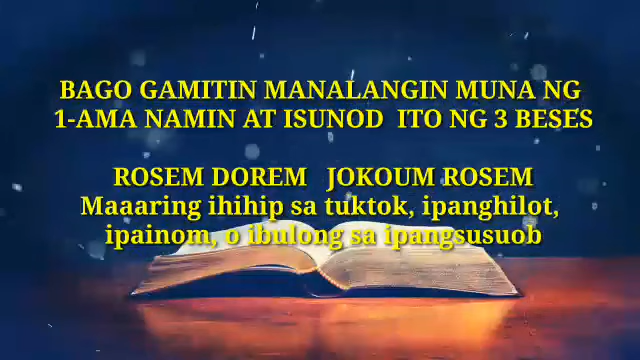 BAGO GAMITIN MANALANGIN MUNA NG
1-AMA NAMIN AT ISUNOD ITO NG 3 BESES
ROSEM DOREM JOKOUM ROSEM
Maaaring ihihip sa tuktok, ipanghilot,
ipainom, o ibulong sa ipangsusuob